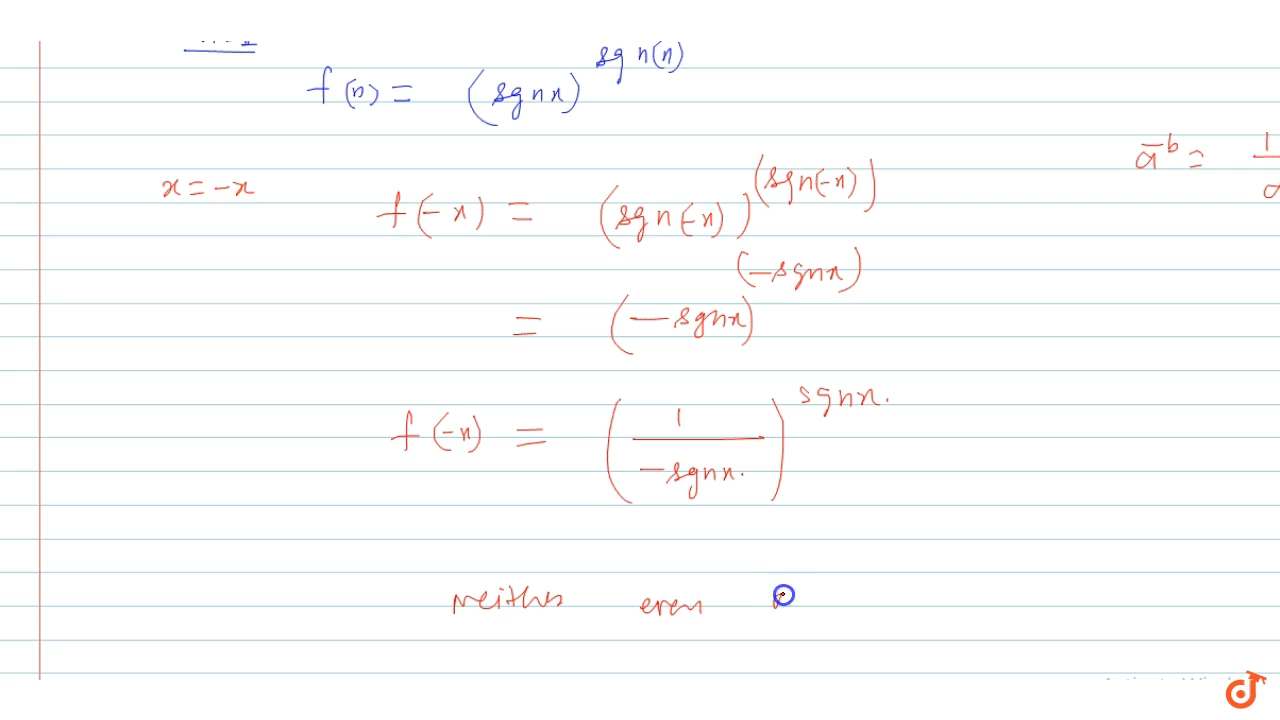 f(x) = (sgn x)^sgn(x)
a^-b = 1/a
x = -x
f(-x) = (sgn(-x))^(sgn(-x))
= (-sgn x)^(-sgn x)
f(-x) = (1/-sgn x.)^sgn x.
neither even